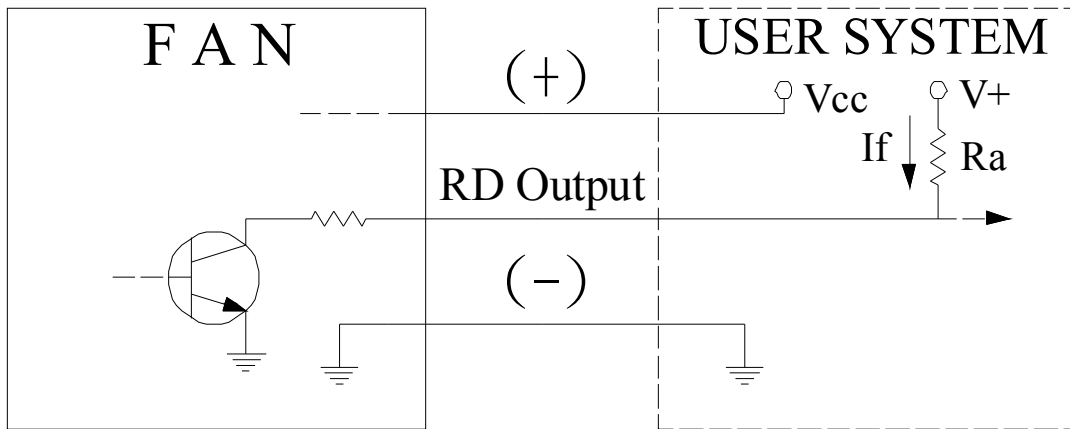 F A N
USER SYSTEM
(+)
Vcc
V+
If
Ra
RD Output
(-)